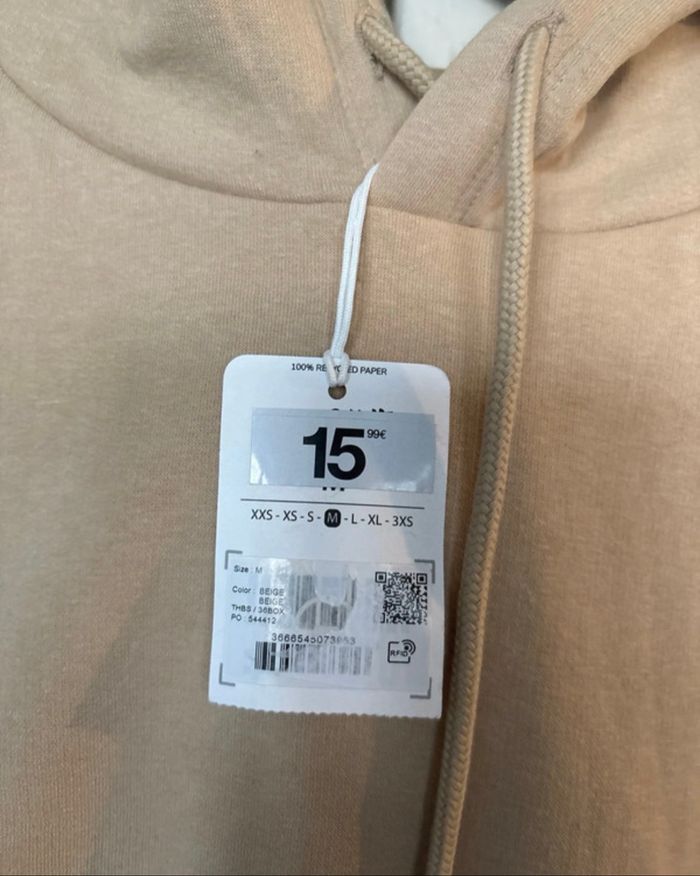 100% RECYCLED PAPER
15 99€
XXS - XS - S - M - L - XL - 3XS
Size : M
Color : BEIGE
BEIGE
THBS / 36BOX
PO : 544412
RFID